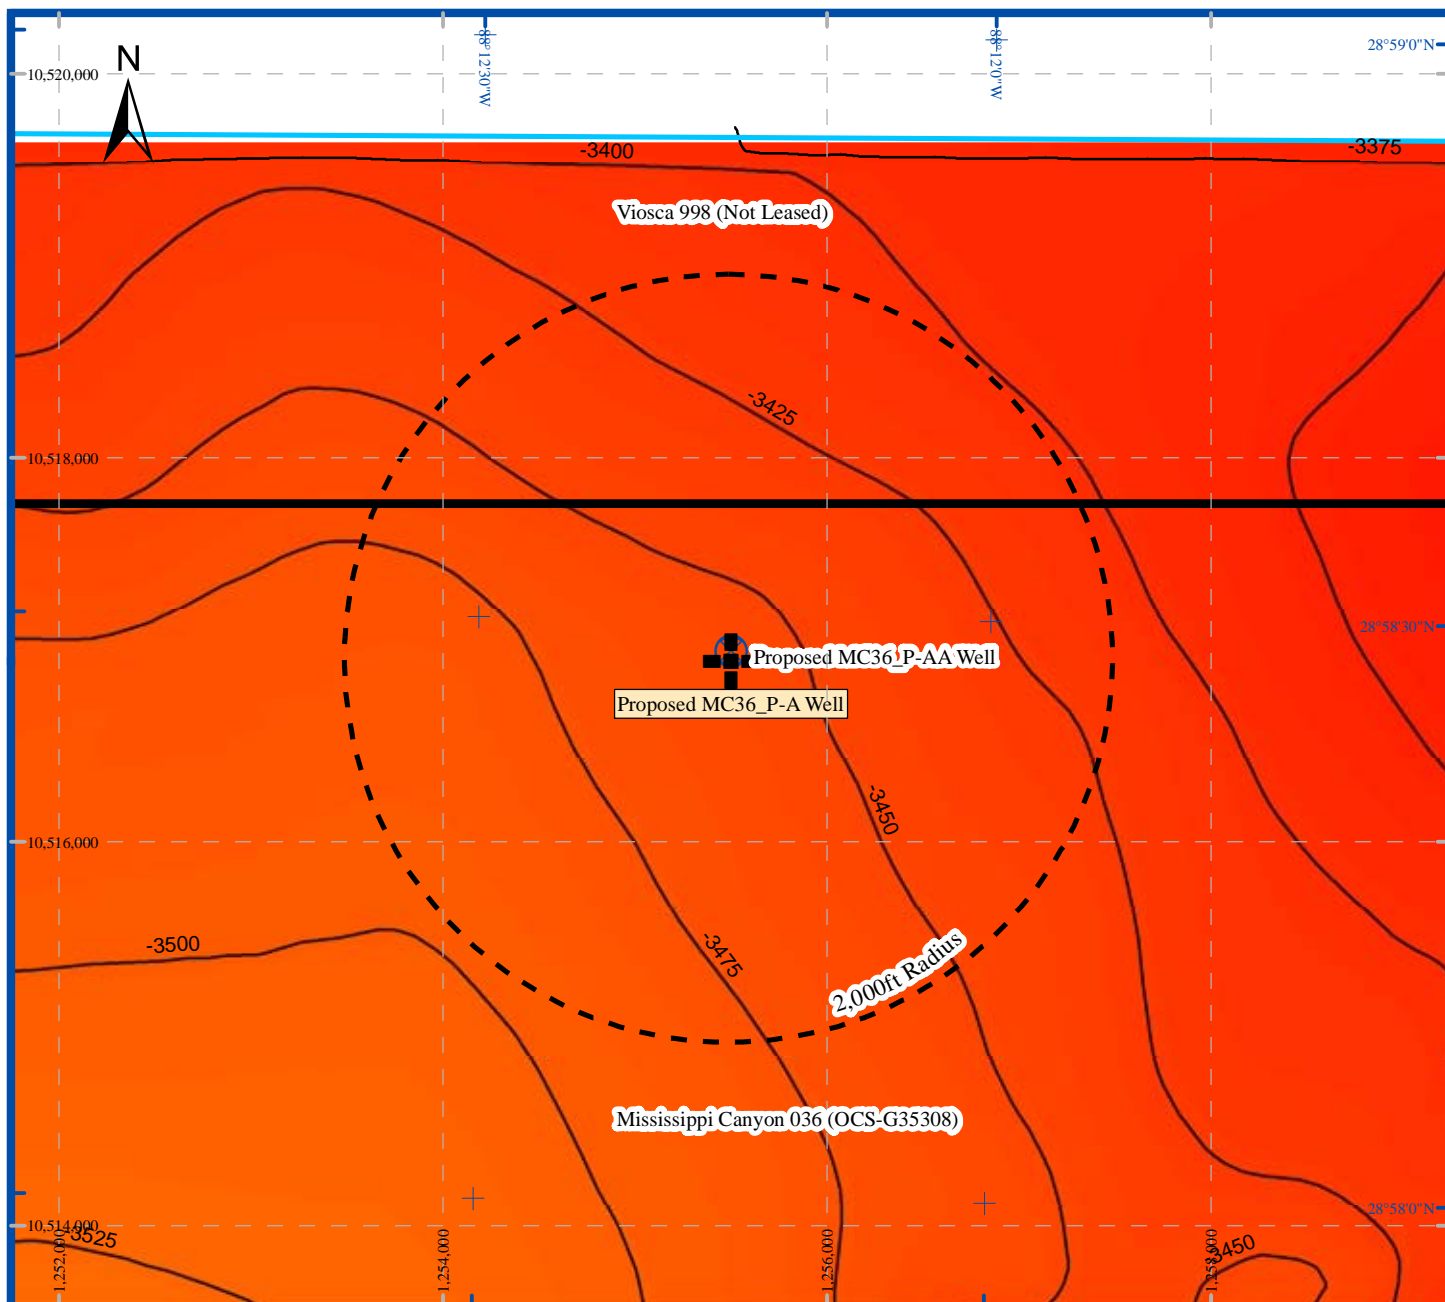 N
88°12'30"W
88°12'0"W
28°59'0"N
10,520,000
-3400
-3375
Viosca 998 (Not Leased)
-3425
10,518,000
28°58'30"N
Proposed MC36_P-AA Well
Proposed MC36_P-A Well
-3450
10,516,000
-3500
-3475
2,000ft Radius
Mississippi Canyon 036 (OCS-G35308)
28°58'0"N
10,514,000
-3525
-3450
1,252,000
1,254,000
1,256,000
1,258,000